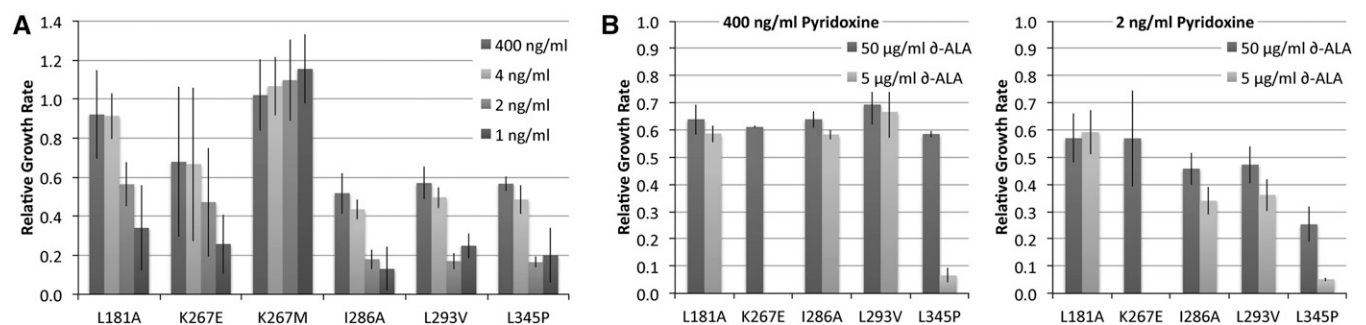 A
Relative Growth Rate
1.4
1.2
1.0
0.8
0.6
0.4
0.2
0.0
400 ng/ml
4 ng/ml
2 ng/ml
1 ng/ml
L181A K267E K267M I286A L293V L345P
B
400 ng/ml Pyridoxine
Relative Growth Rate
1.0
0.9
0.8
0.7
0.6
0.5
0.4
0.3
0.2
0.1
0.0
50 µg/ml ∂-ALA
5 µg/ml ∂-ALA
L181A K267E I286A L293V L345P
2 ng/ml Pyridoxine
Relative Growth Rate
1.0
0.9
0.8
0.7
0.6
0.5
0.4
0.3
0.2
0.1
0.0
50 µg/ml ∂-ALA
5 µg/ml ∂-ALA
L181A K267E I286A L293V L345P